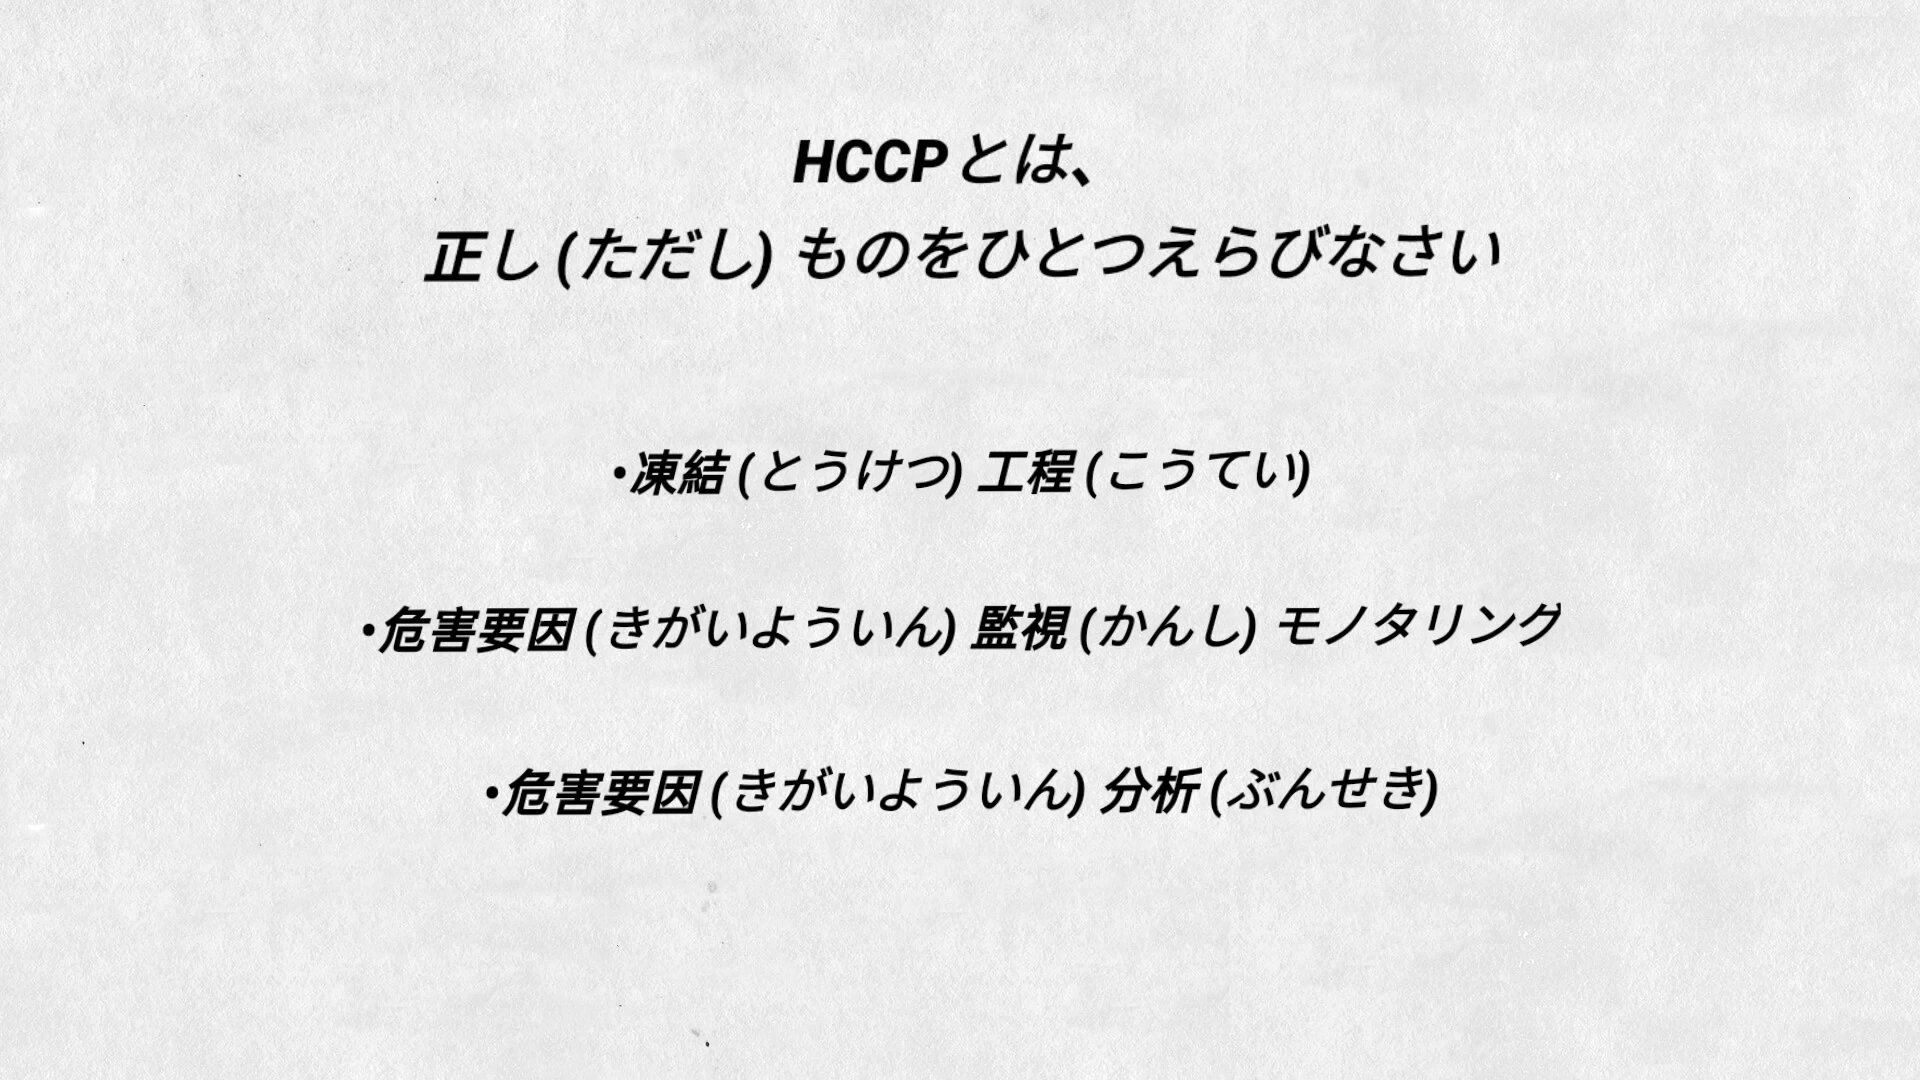 HCCPとは、
正し (ただし) ものをひとつえらびなさい
•凍結 (とうけつ) 工程 (こうてい)
•危害要因 (きがいよういん) 監視 (かんし) モノタリング
•危害要因 (きがいよういん) 分析 (ぶんせき)